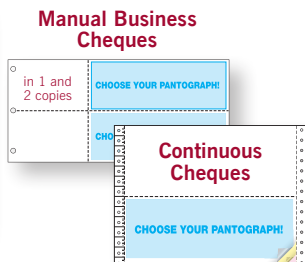 Manual Business
Cheques
in 1 and
2 copies
CHOOSE YOUR PANTOGRAPH!
CHO
Continuous
Cheques
CHOOSE YOUR PANTOGRAPH!